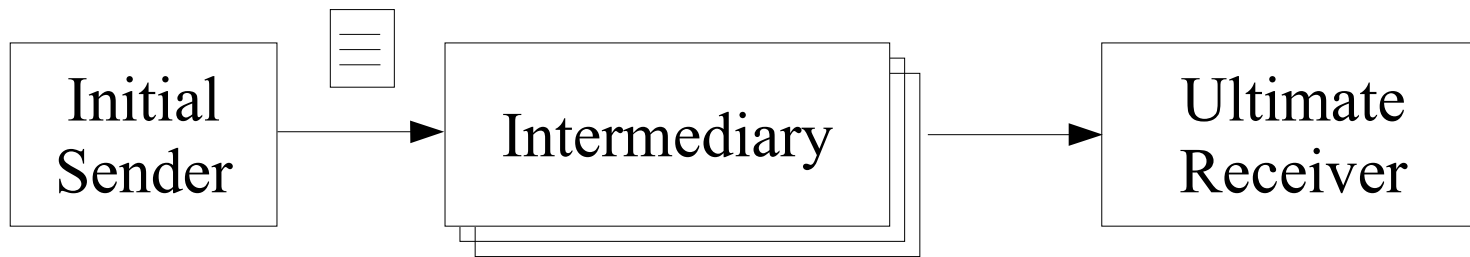 Initial
Sender
Intermediary
Ultimate
Receiver